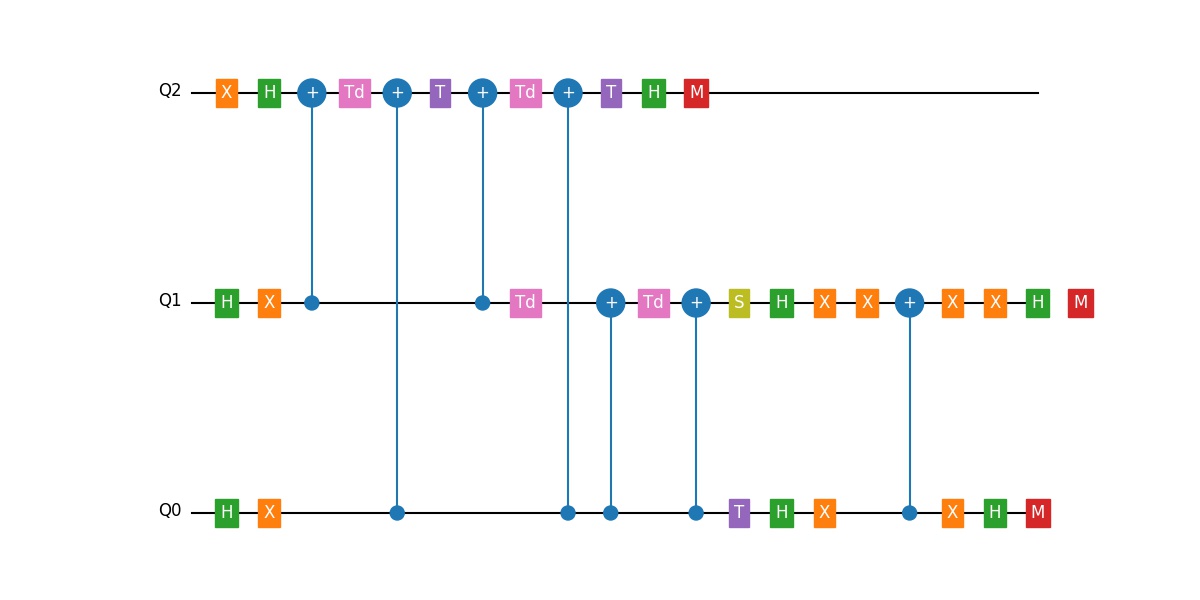 Q2 X H + Td + T + Td + T H M
Q1 H X Td + Td + S H X X + X X H M
Q0 H X T H X X H M